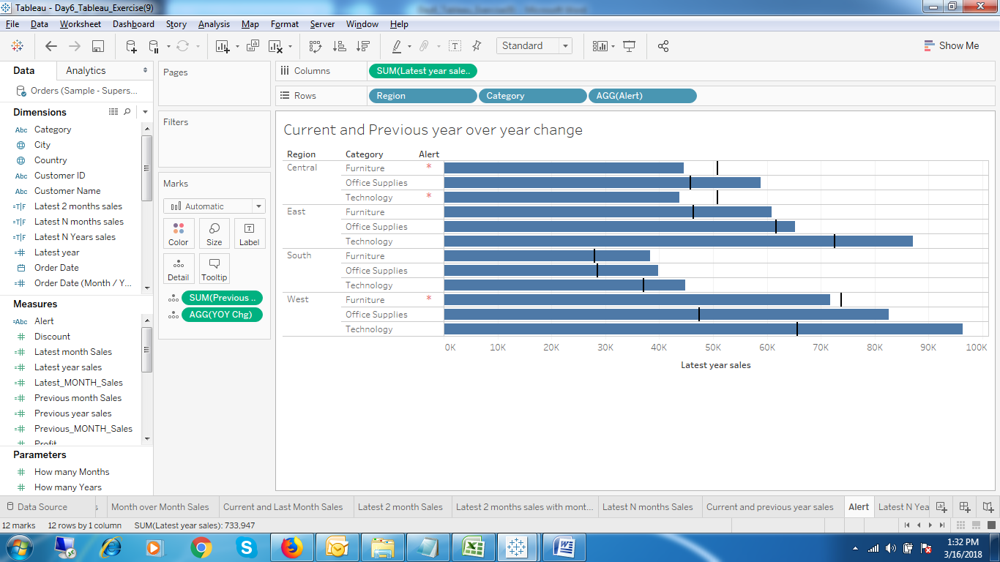 Tableau - Day6_Tableau_Exercise(9)
File Data Worksheet Dashboard Story Analysis Map Format Server Window Help
Standard
Show Me
Data Analytics
Orders (Sample - Supers...
Dimensions
Abc Category
City
Country
Abc Customer ID
Abc Customer Name
=T|F Latest 2 months sales
=T|F Latest N months sales
=T|F Latest N Years sales
=# Latest year
Order Date
=# Order Date (Month / Y...
Measures
=Abc Alert
# Discount
=# Latest month Sales
=# Latest year sales
=# Latest_MONTH_Sales
=# Previous month Sales
=# Previous year sales
=# Previous_MONTH_Sales
# Profit
Parameters
# How many Months
# How many Years
Pages
Filters
Marks
Automatic
Color Size Label
Detail Tooltip
SUM(Previous ..
AGG(YOY Chg)
Columns SUM(Latest year sale..
Rows Region Category AGG(Alert)
Current and Previous year over year change
Region Category Alert
Central Furniture *
Office Supplies
Technology *
East Furniture
Office Supplies
Technology
South Furniture
Office Supplies
Technology
West Furniture *
Office Supplies
Technology
0K 10K 20K 30K 40K 50K 60K 70K 80K 90K 100K
Latest year sales
Data Source s Month over Month Sales Current and Last Month Sales Latest 2 month Sales Latest 2 months sales with mont... Latest N months Sales Current and previous year sales Alert Latest N Yea
12 marks 12 rows by 1 column SUM(Latest year sales): 733,947
1:32 PM
3/16/2018